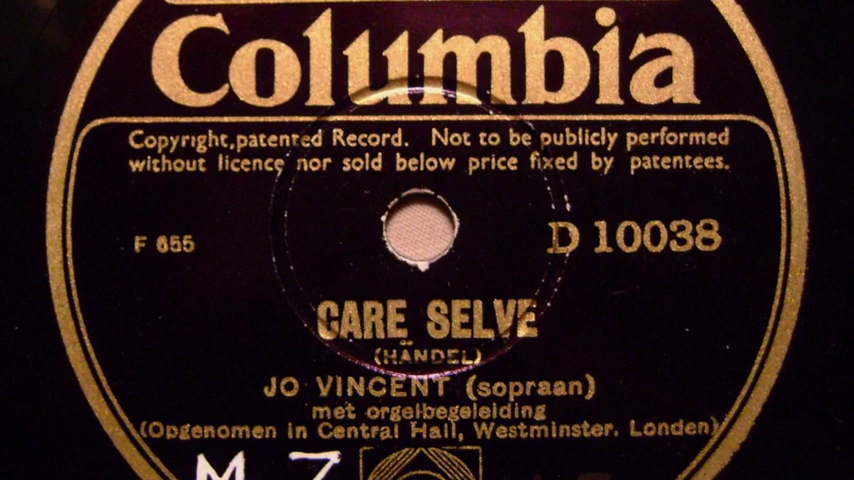 Columbia
Copyright, patented Record. Not to be publicly performed
without licence nor sold below price fixed by patentees.
F 655
D 10038
CARE SELVE
(HÄNDEL)
JO VINCENT (sopraan)
met orgelbegeleiding
(Opgenomen in Central Hall, Westminster. Londen)
M Z